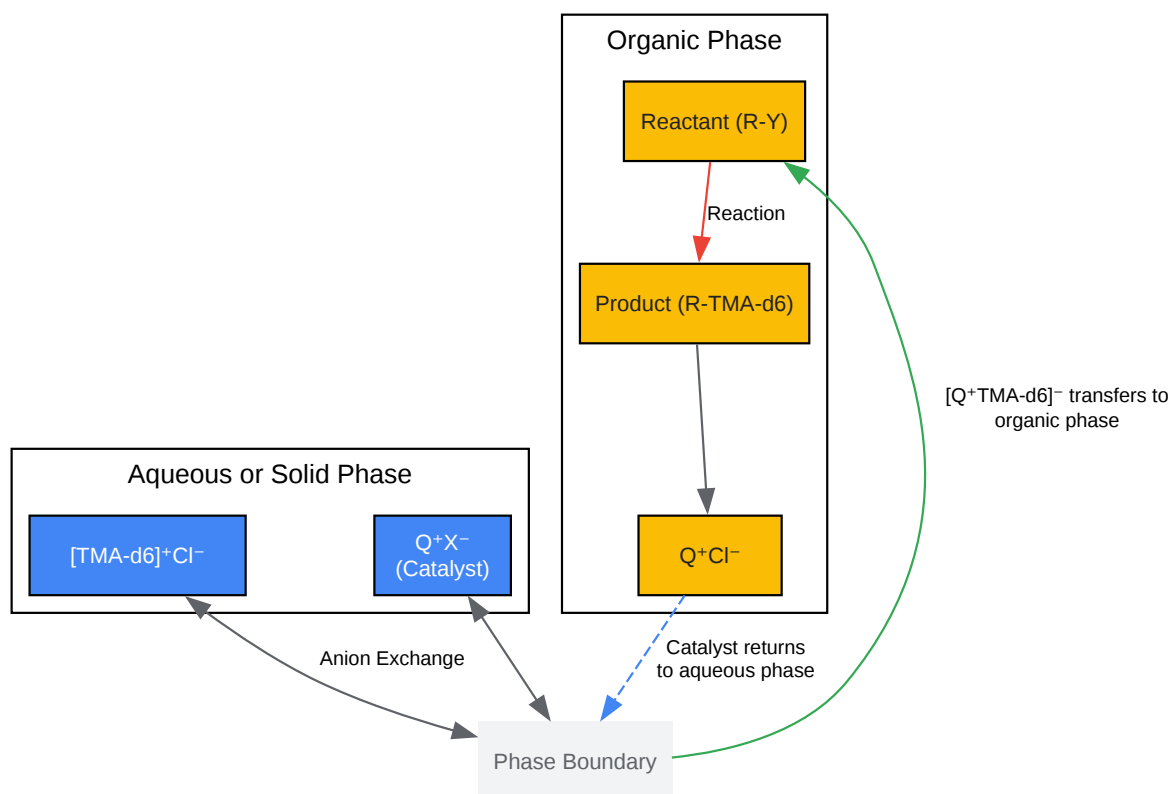 Organic Phase
Reactant (R-Y)
Reaction
Product (R-TMA-d6)
[Q⁺TMA-d6]⁻ transfers to
organic phase
Aqueous or Solid Phase
[TMA-d6]⁺Cl⁻
Q⁺X⁻
(Catalyst)
Q⁺Cl⁻
Anion Exchange
Catalyst returns
to aqueous phase
Phase Boundary